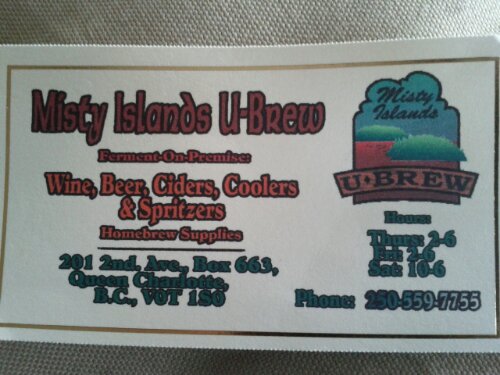 Misty Islands U-Brew
Ferment-On-Premise:
Wine, Beer, Ciders, Coolers
& Spritzers
Homebrew Supplies
201 2nd. Ave., Box 663,
Queen Charlotte,
B.C., V0T 1S0
Misty
Islands
U•BREW
Hours:
Thurs: 2-6
Fri: 2-6
Sat: 10-6
Phone: 250-559-7755